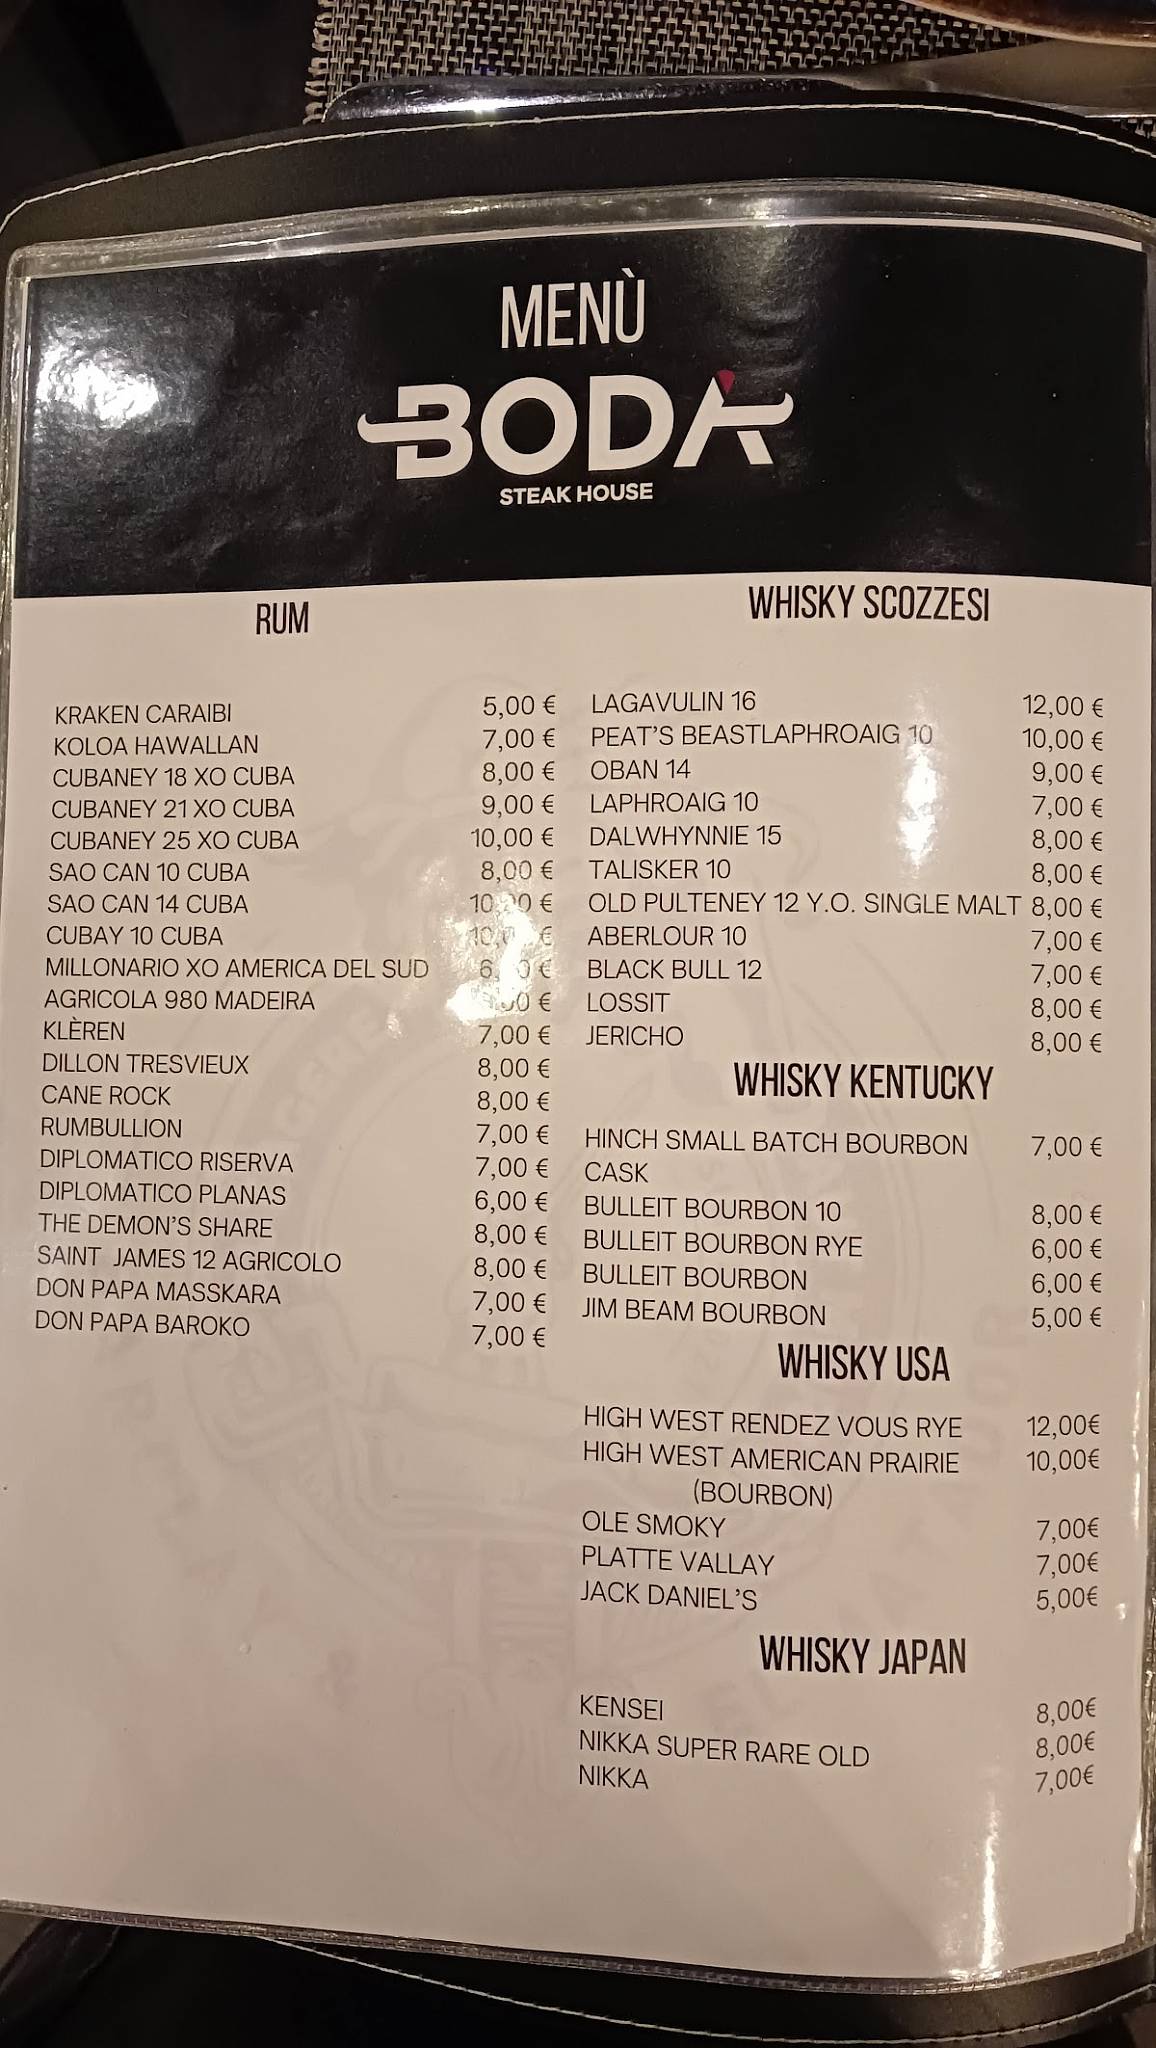 MENÙ
BODÀ
STEAK HOUSE
RUM
KRAKEN CARAIBI 5,00 €
KOLOA HAWALLAN 7,00 €
CUBANEY 18 XO CUBA 8,00 €
CUBANEY 21 XO CUBA 9,00 €
CUBANEY 25 XO CUBA 10,00 €
SAO CAN 10 CUBA 8,00 €
SAO CAN 14 CUBA €
CUBAY 10 CUBA €
MILLONARIO XO AMERICA DEL SUD €
AGRICOLA 980 MADEIRA €
KLÈREN 7,00 €
DILLON TRESVIEUX 8,00 €
CANE ROCK 8,00 €
RUMBULLION 7,00 €
DIPLOMATICO RISERVA 7,00 €
DIPLOMATICO PLANAS 6,00 €
THE DEMON'S SHARE 8,00 €
SAINT JAMES 12 AGRICOLO 8,00 €
DON PAPA MASSKARA 7,00 €
DON PAPA BAROKO 7,00 €
WHISKY SCOZZESI
LAGAVULIN 16 12,00 €
PEAT'S BEASTLAPHROAIG 10 10,00 €
OBAN 14 9,00 €
LAPHROAIG 10 7,00 €
DALWHYNNIE 15 8,00 €
TALISKER 10 8,00 €
OLD PULTENEY 12 Y.O. SINGLE MALT 8,00 €
ABERLOUR 10 7,00 €
BLACK BULL 12 7,00 €
LOSSIT 8,00 €
JERICHO 8,00 €
WHISKY KENTUCKY
HINCH SMALL BATCH BOURBON 7,00 €
CASK
BULLEIT BOURBON 10 8,00 €
BULLEIT BOURBON RYE 6,00 €
BULLEIT BOURBON 6,00 €
JIM BEAM BOURBON 5,00 €
WHISKY USA
HIGH WEST RENDEZ VOUS RYE 12,00€
HIGH WEST AMERICAN PRAIRIE 10,00€
(BOURBON)
OLE SMOKY 7,00€
PLATTE VALLAY 7,00€
JACK DANIEL'S 5,00€
WHISKY JAPAN
KENSEI 8,00€
NIKKA SUPER RARE OLD 8,00€
NIKKA 7,00€